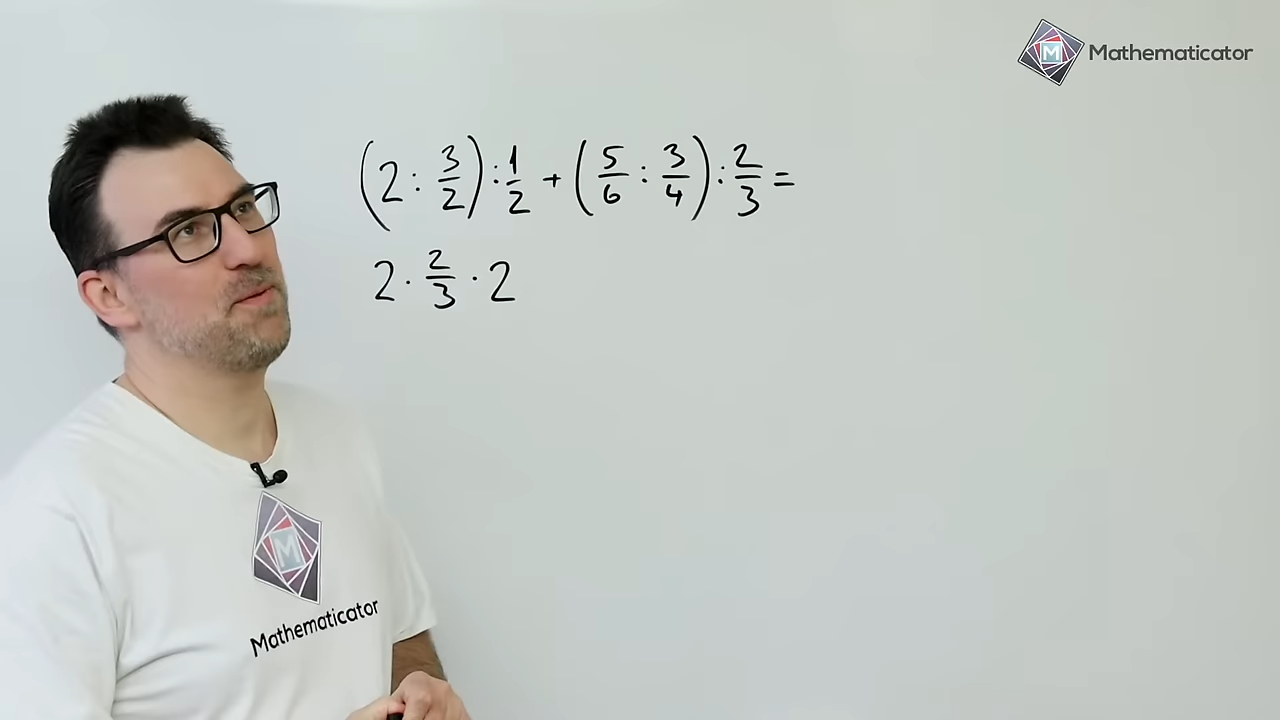 Mathematicator
(2 : 3/2) : 1/2 + (5/6 : 3/4) : 2/3 =
2 · 2/3 · 2
M
Mathematicator